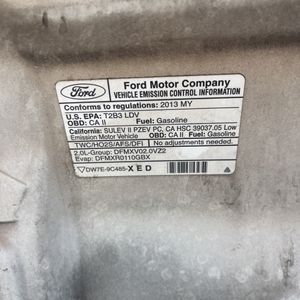 Ford
Ford Motor Company
VEHICLE EMISSION CONTROL INFORMATION
Conforms to regulations: 2013 MY
U.S. EPA: T2B3 LDV
OBD: CA II Fuel: Gasoline
California: SULEV II PZEV PC, CA HSC 39037.05 Low
Emission Motor Vehicle OBD: CA II Fuel: Gasoline
TWC/HO2S/AFS/DFI No adjustments needed.
2.0L-Group: DFMXV02.0VZ2
Evap: DFMXR0110GBX
DW7E-9C485-XED